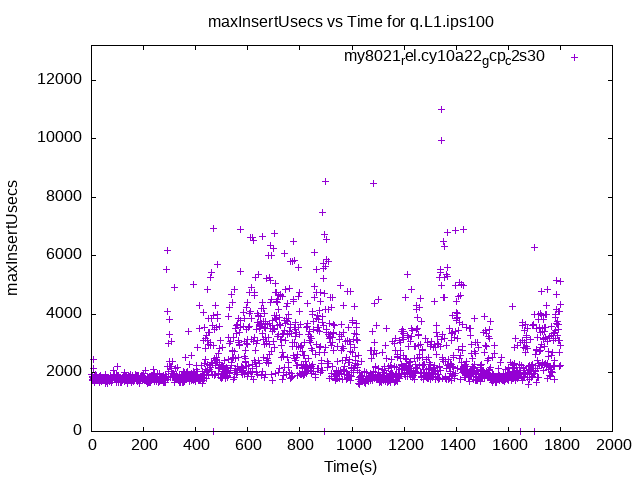 maxInsertUsecs vs Time for q.L1.ips100
my8021rel.cy10a22gcpc2s30
12000
10000
8000
6000
4000
2000
0
maxInsertUsecs
0 200 400 600 800 1000 1200 1400 1600 1800 2000
Time(s)